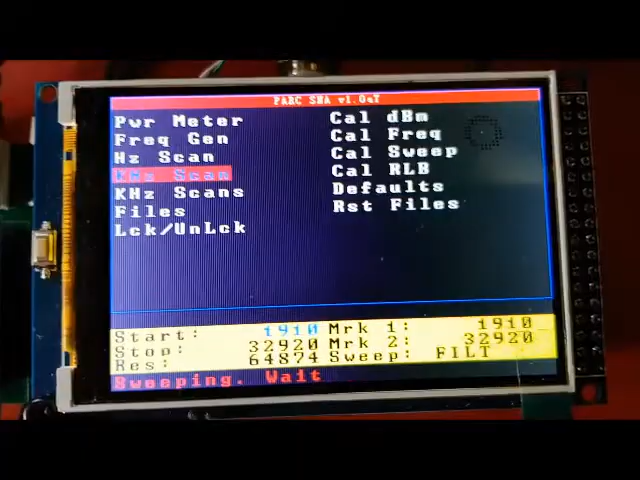 PARC SNA v1.0eY
Pwr Meter
Freq Gen
Hz Scan
KHz Scan
KHz Scans
Files
Lck/UnLck
Cal dBm
Cal Freq
Cal Sweep
Cal RLB
Defaults
Rst Files
Start: 1910 Mrk 1: 1910
Stop: 32920 Mrk 2: 32920
Res: 64874 Sweep: FILT
Sweeping. Wait